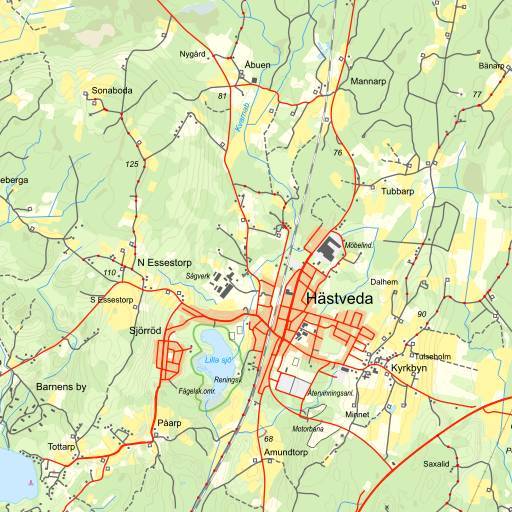 Nygård
Åbuen
Bänarp
Mannarp
Sonaboda
81
77
Kvarnab
76
125
eberga
Tubbarp
Möbelind.
N Essestorp
110
Sågverk
Dalhem
S Essestorp
Hästveda
90
Sjörröd
Lilla sjö
Tulseholm
Kyrkbyn
Barnens by
Fågelsk.omr.
Reningsv.
Återvinningsanl.
Minnet
Påarp
Motorbana
68
Tottarp
Amundtorp
Saxalid